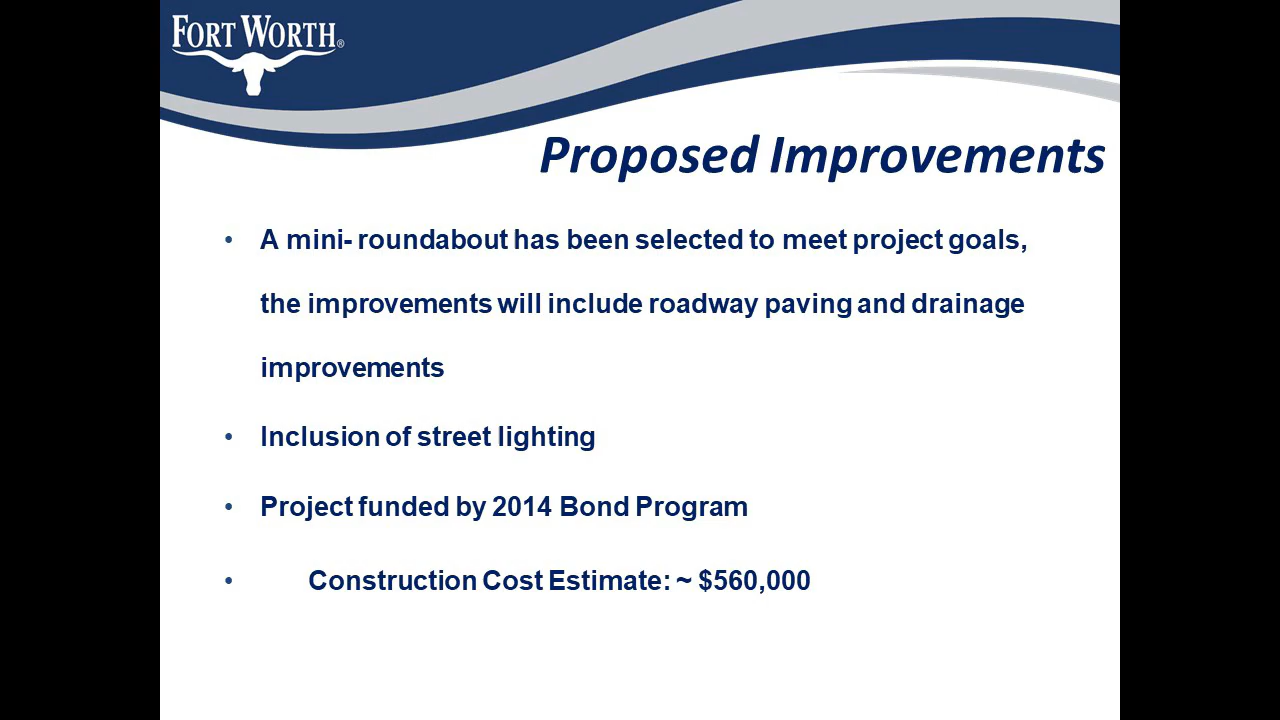 FORT WORTH®
Proposed Improvements
• A mini- roundabout has been selected to meet project goals,
the improvements will include roadway paving and drainage
improvements
• Inclusion of street lighting
• Project funded by 2014 Bond Program
• Construction Cost Estimate: ~ $560,000